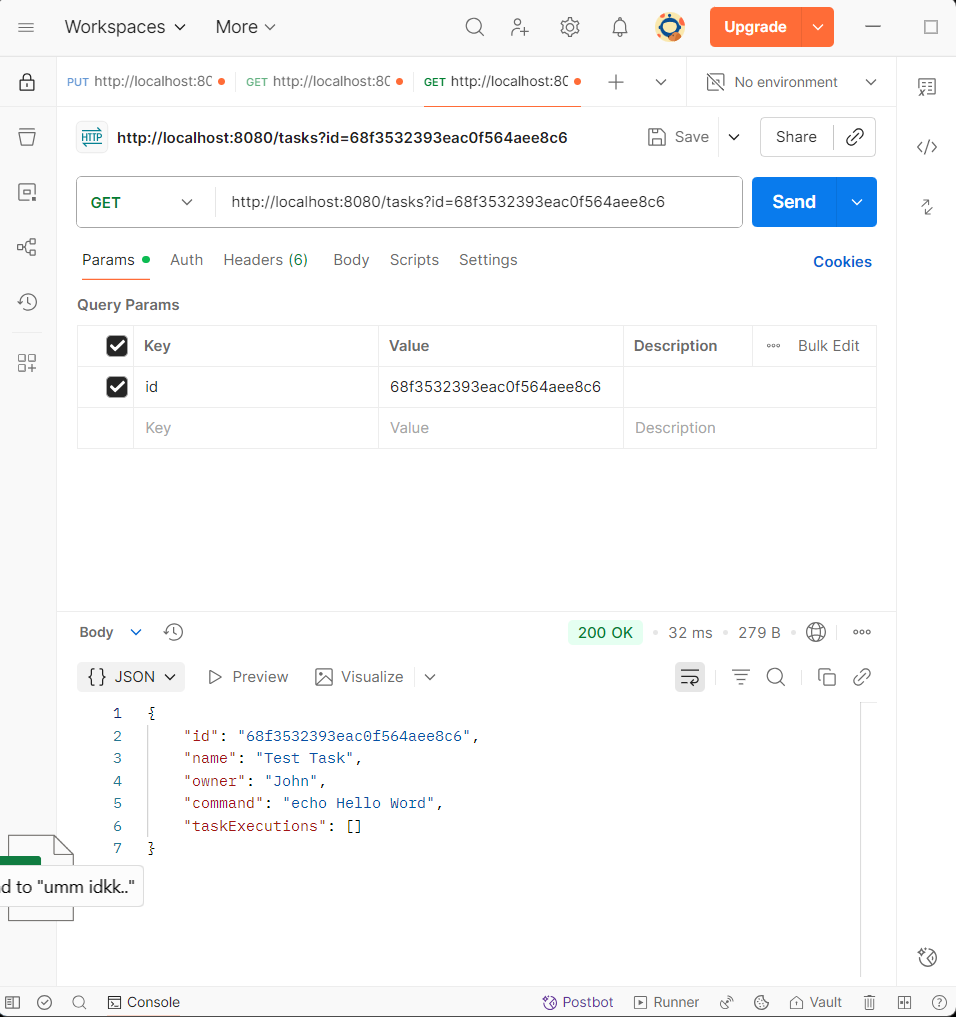 Workspaces More Upgrade
PUT http://localhost:80 GET http://localhost:80 GET http://localhost:80 No environment
HTTP http://localhost:8080/tasks?id=68f3532393eac0f564aee8c6 Save Share
GET http://localhost:8080/tasks?id=68f3532393eac0f564aee8c6 Send
Params Auth Headers (6) Body Scripts Settings Cookies
Query Params
Key Value Description Bulk Edit
id 68f3532393eac0f564aee8c6
Key Value Description
Body 200 OK 32 ms 279 B
{} JSON Preview Visualize
1 {
2 "id": "68f3532393eac0f564aee8c6",
3 "name": "Test Task",
4 "owner": "John",
5 "command": "echo Hello Word",
6 "taskExecutions": []
7 }
d to "umm idkk.."
Console Postbot Runner Vault